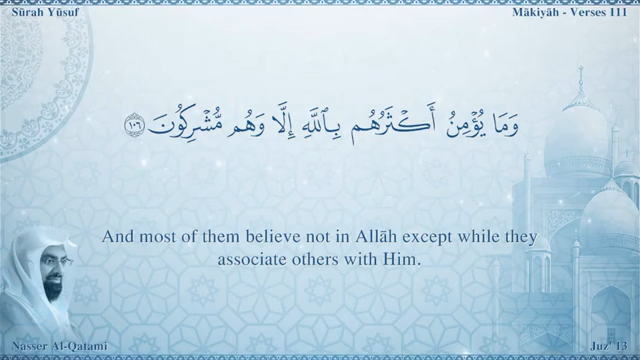 Sūrah Yūsuf
Mākiyāh - Verses 111
وَمَا يُؤْمِنُ أَكْثَرُهُم بِٱللَّهِ إِلَّا وَهُم مُّشْرِكُونَ ١٠٦
And most of them believe not in Allāh except while they
associate others with Him.
Nasser Al-Qatami
Juz' 13